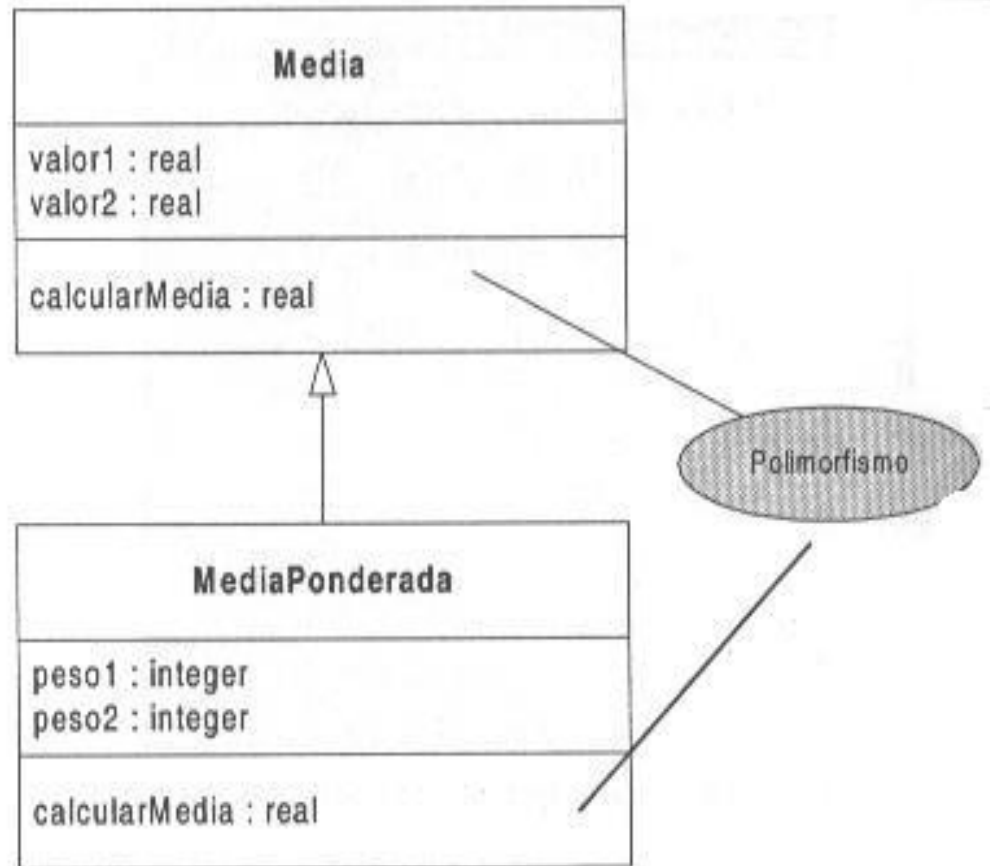 Media
valor1 : real
valor2 : real
calcularMedia : real
Polimorfismo
MediaPonderada
peso1 : integer
peso2 : integer
calcularMedia : real